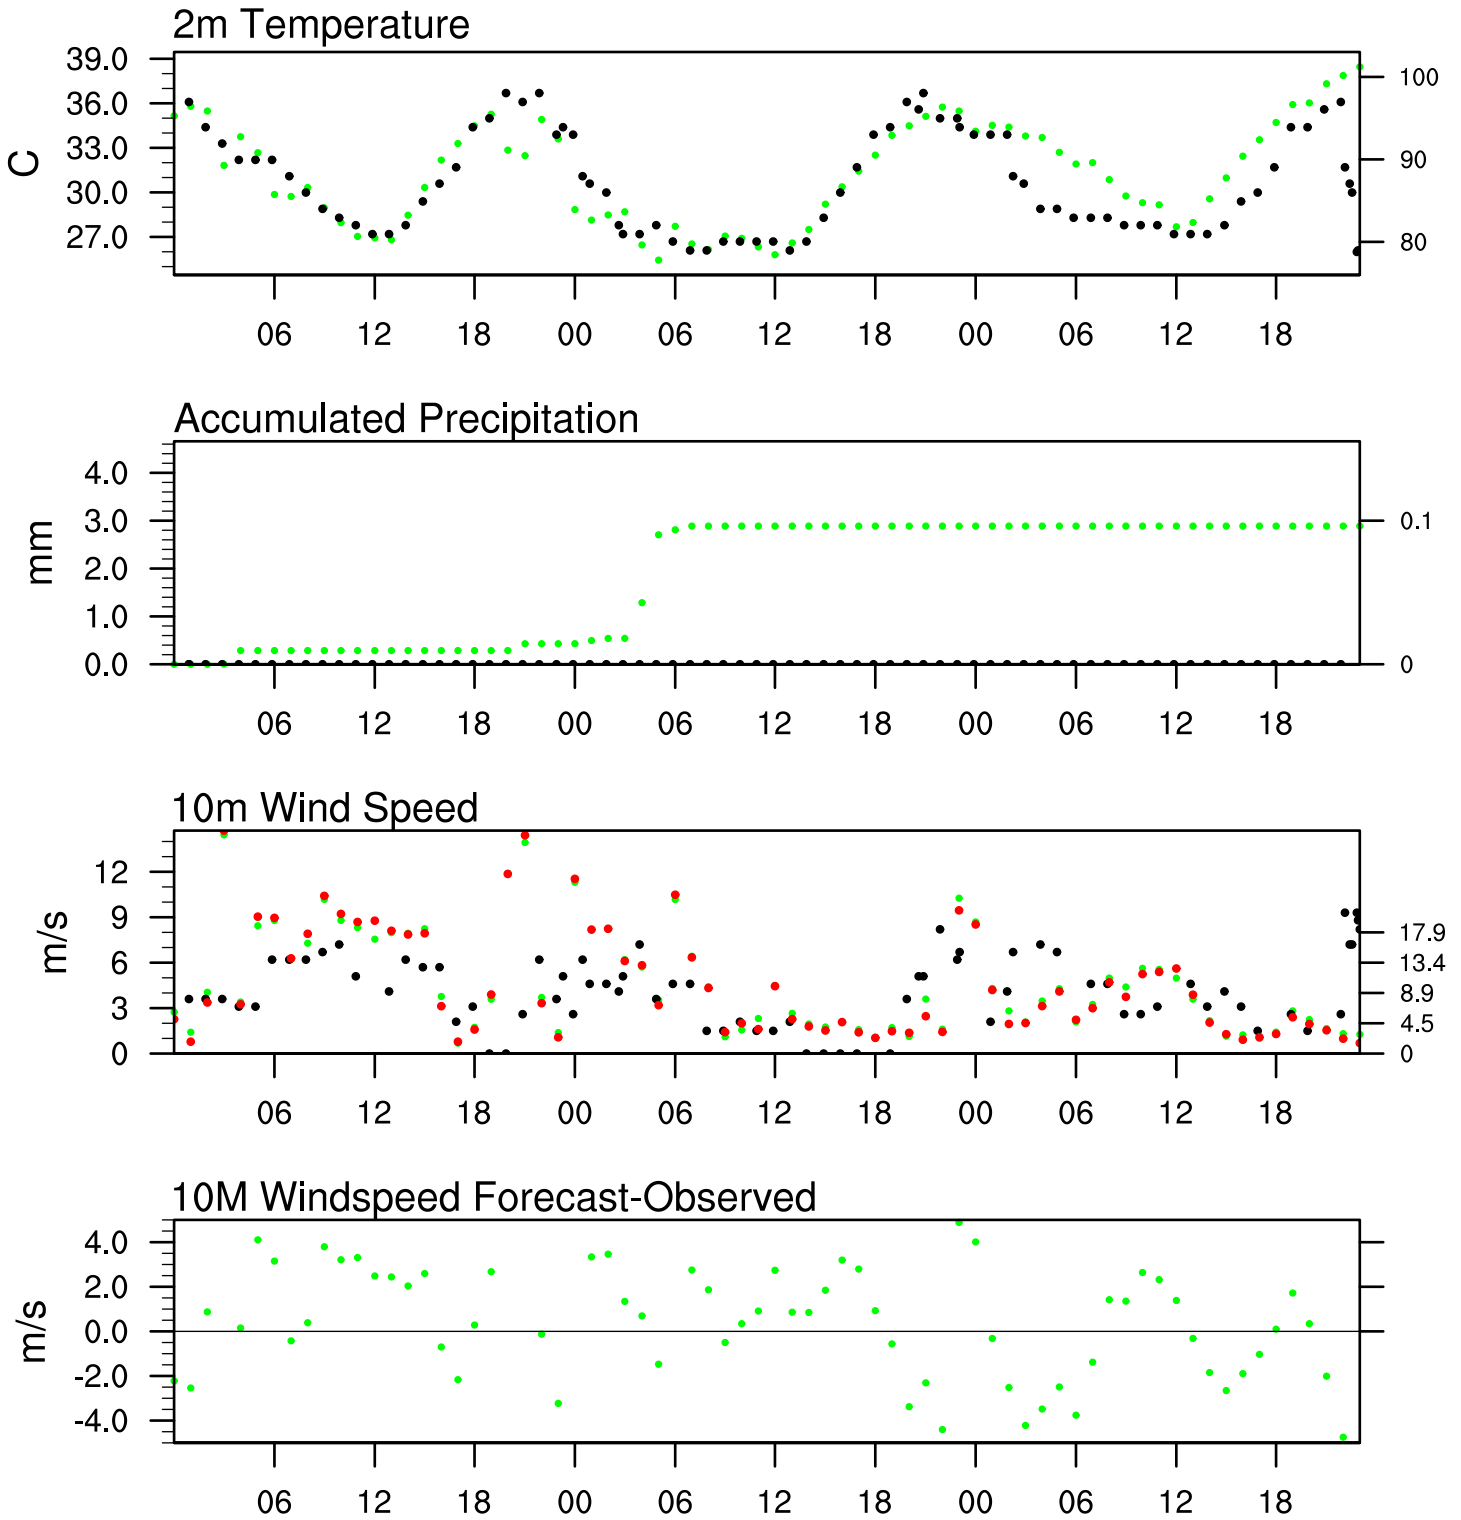 2m Temperature
39.0
36.0
33.0
30.0
27.0
C
100
90
80
06 12 18 00 06 12 18 00 06 12 18
Accumulated Precipitation
4.0
3.0
2.0
1.0
0.0
mm
0.1
0
06 12 18 00 06 12 18 00 06 12 18
10m Wind Speed
12
9
6
3
0
m/s
17.9
13.4
8.9
4.5
0
06 12 18 00 06 12 18 00 06 12 18
10M Windspeed Forecast-Observed
4.0
2.0
0.0
-2.0
-4.0
m/s
06 12 18 00 06 12 18 00 06 12 18